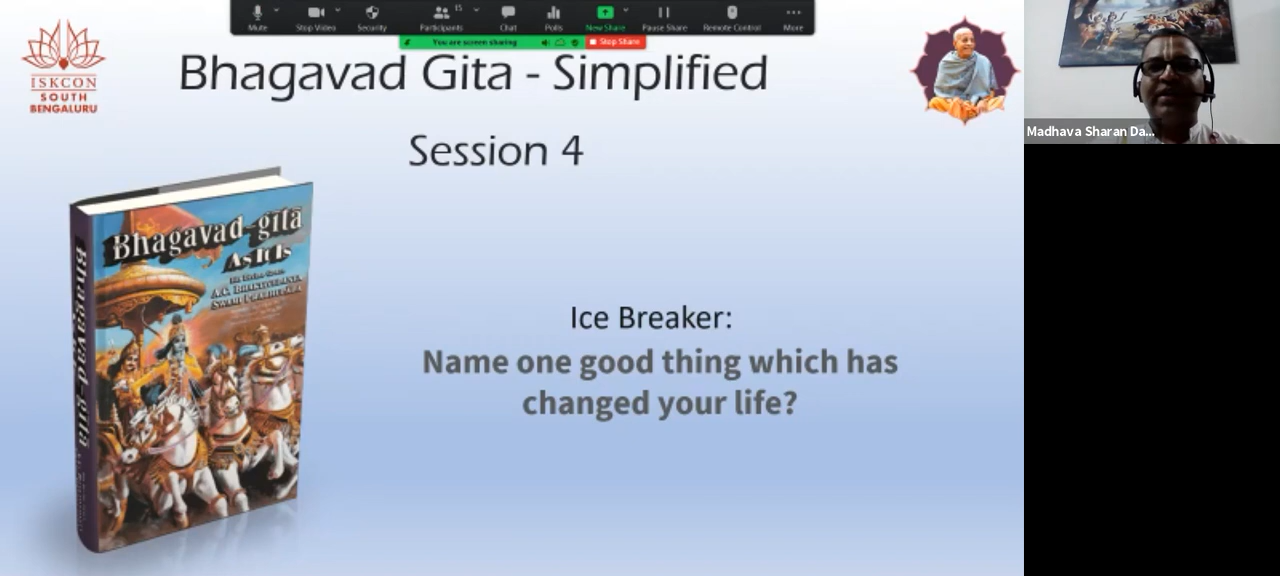 Mute
Stop Video
Security
Participants
15
Chat
Polls
New Share
Pause Share
Remote Control
More
You are screen sharing
Stop Share
ISKCON
SOUTH
BENGALURU
Bhagavad Gita - Simplified
Session 4
Madhava Sharan Da...
Bhagavad-gītā
As It Is
Ice Breaker:
Name one good thing which has
changed your life?